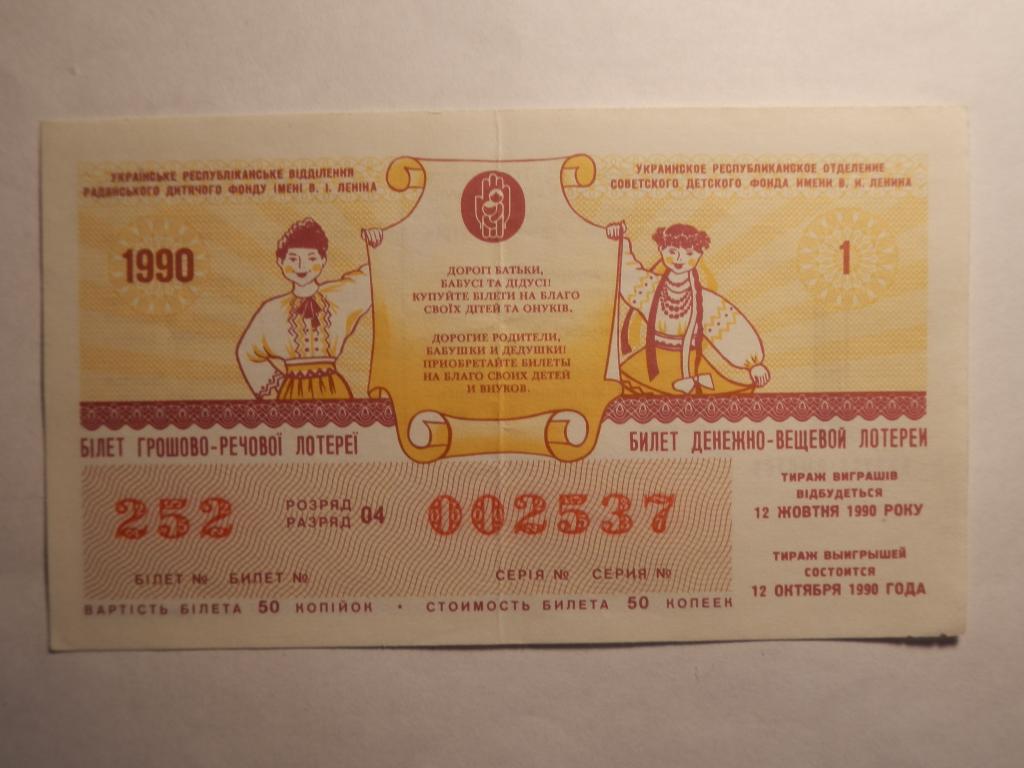 УКРАЇНСЬКЕ РЕСПУБЛІКАНСЬКЕ ВІДДІЛЕННЯ
РАДЯНСЬКОГО ДИТЯЧОГО ФОНДУ ІМЕНІ В. І. ЛЕНІНА
УКРАИНСКОЕ РЕСПУБЛИКАНСКОЕ ОТДЕЛЕНИЕ
СОВЕТСКОГО ДЕТСКОГО ФОНДА ИМЕНИ В. И. ЛЕНИНА
1990
1
ДОРОГІ БАТЬКИ,
БАБУСІ ТА ДІДУСІ!
КУПУЙТЕ БІЛЕТИ НА БЛАГО
СВОЇХ ДІТЕЙ ТА ОНУКІВ.
ДОРОГИЕ РОДИТЕЛИ,
БАБУШКИ И ДЕДУШКИ!
ПРИОБРЕТАЙТЕ БИЛЕТЫ
НА БЛАГО СВОИХ ДЕТЕЙ
И ВНУКОВ.
БІЛЕТ ГРОШОВО-РЕЧОВОЇ ЛОТЕРЕЇ
БИЛЕТ ДЕНЕЖНО-ВЕЩЕВОЙ ЛОТЕРЕИ
252
РОЗРЯД
РАЗРЯД 04
002537
БІЛЕТ № БИЛЕТ №
СЕРІЯ № СЕРИЯ №
ТИРАЖ ВИГРАШІВ
ВІДБУДЕТЬСЯ
12 ЖОВТНЯ 1990 РОКУ
ТИРАЖ ВЫИГРЫШЕЙ
СОСТОИТСЯ
12 ОКТЯБРЯ 1990 ГОДА
ВАРТІСТЬ БІЛЕТА 50 КОПІЙОК • СТОИМОСТЬ БИЛЕТА 50 КОПЕЕК